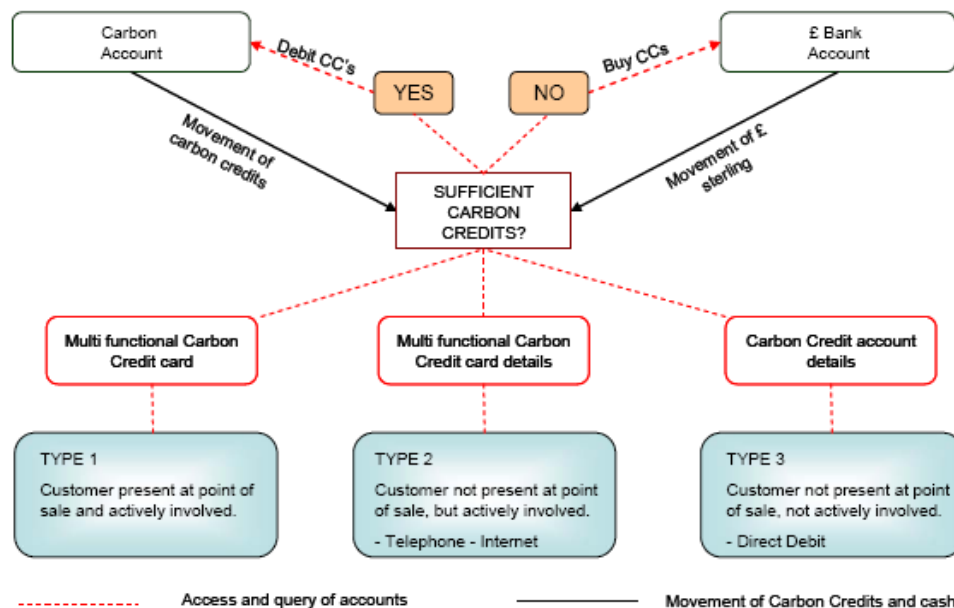 Carbon
Account
£ Bank
Account
Debit CC's
Buy CCs
YES
NO
Movement of
carbon credits
Movement of £
sterling
SUFFICIENT
CARBON
CREDITS?
Multi functional Carbon
Credit card
Multi functional Carbon
Credit card details
Carbon Credit account
details
TYPE 1
Customer present at point of
sale and actively involved.
TYPE 2
Customer not present at point
of sale, but actively involved.
- Telephone - Internet
TYPE 3
Customer not present at point
of sale, not actively involved.
- Direct Debit
Access and query of accounts
Movement of Carbon Credits and cash